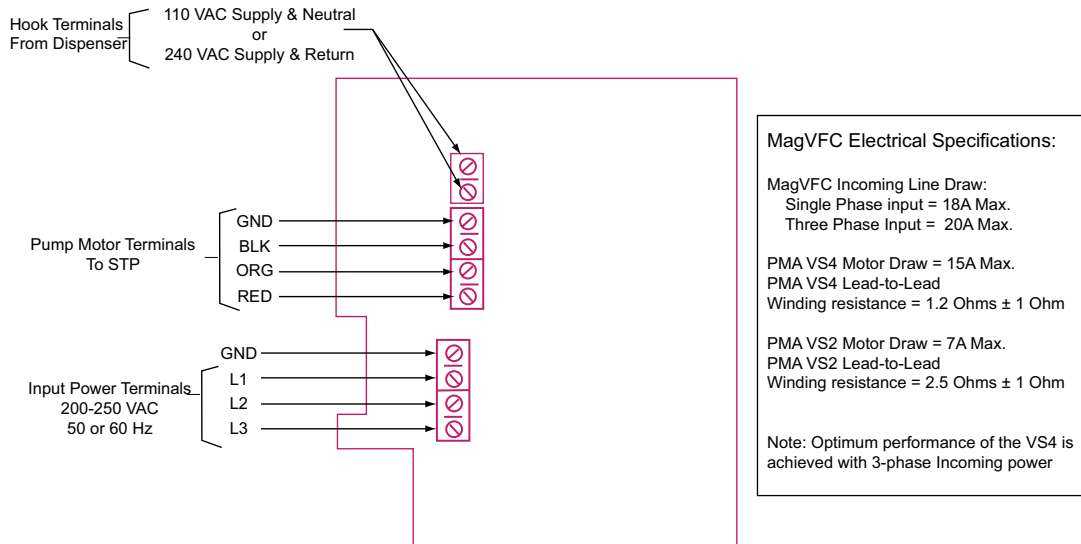 Hook Terminals
From Dispenser
110 VAC Supply & Neutral
or
240 VAC Supply & Return
Pump Motor Terminals
To STP
GND
BLK
ORG
RED
Input Power Terminals
200-250 VAC
50 or 60 Hz
GND
L1
L2
L3
MagVFC Electrical Specifications:
MagVFC Incoming Line Draw:
Single Phase input = 18A Max.
Three Phase Input = 20A Max.
PMA VS4 Motor Draw = 15A Max.
PMA VS4 Lead-to-Lead
Winding resistance = 1.2 Ohms ± 1 Ohm
PMA VS2 Motor Draw = 7A Max.
PMA VS2 Lead-to-Lead
Winding resistance = 2.5 Ohms ± 1 Ohm
Note: Optimum performance of the VS4 is
achieved with 3-phase Incoming power